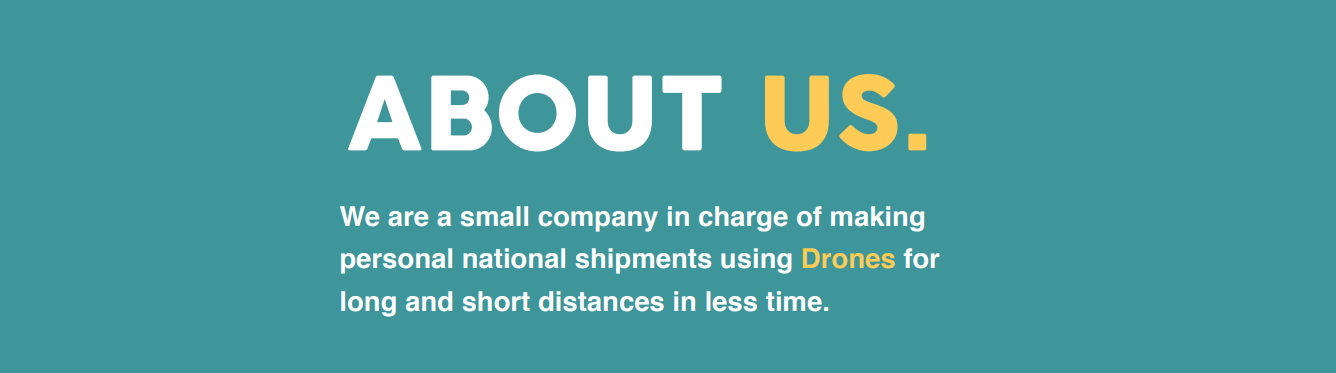 ABOUT US.
We are a small company in charge of making
personal national shipments using Drones for
long and short distances in less time.